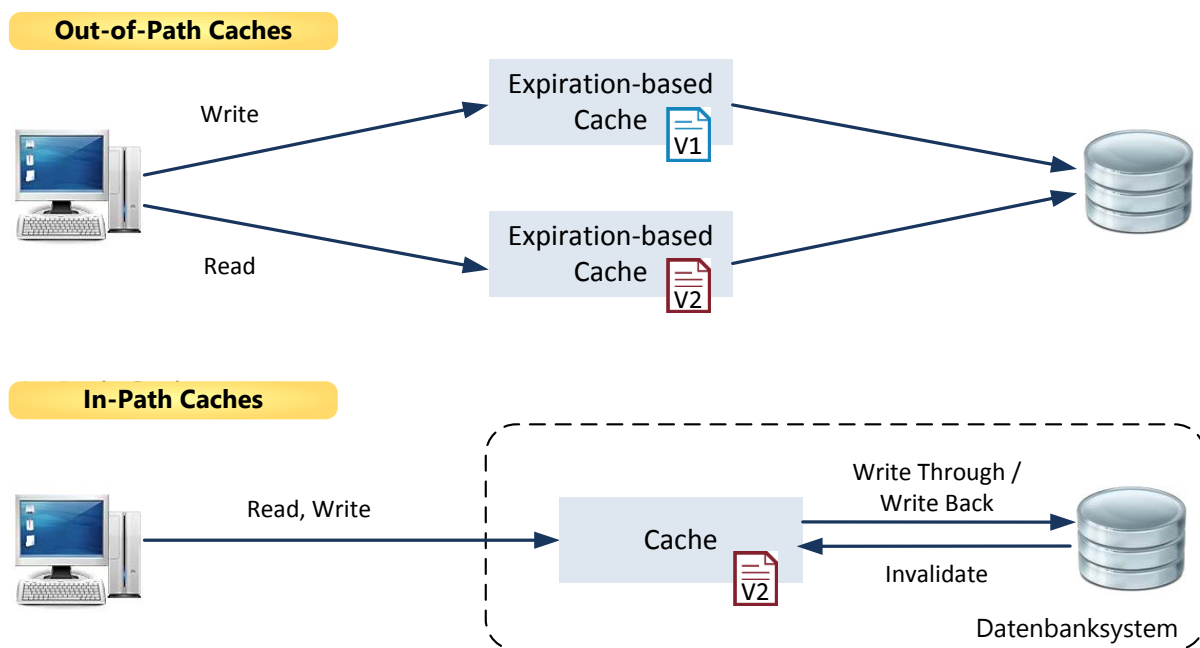 Out-of-Path Caches
Write
Expiration-based
Cache
V1
Read
Expiration-based
Cache
V2
In-Path Caches
Read, Write
Cache
V2
Write Through /
Write Back
Invalidate
Datenbanksystem